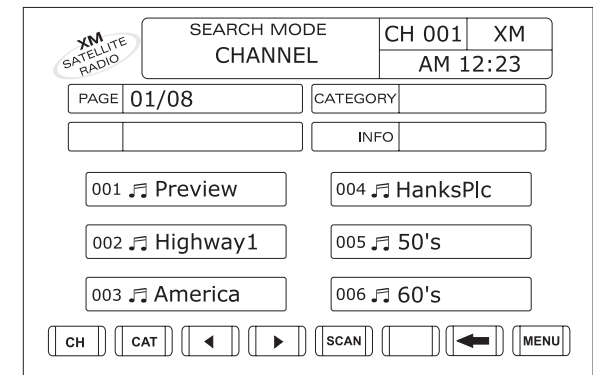 XM
SATELLITE
RADIO
SEARCH MODE
CHANNEL
CH 001 XM
AM 12:23
PAGE 01/08
CATEGORY
INFO
001 ♫ Preview
004 ♫ HanksPlc
002 ♫ Highway1
005 ♫ 50's
003 ♫ America
006 ♫ 60's
CH CAT SCAN MENU